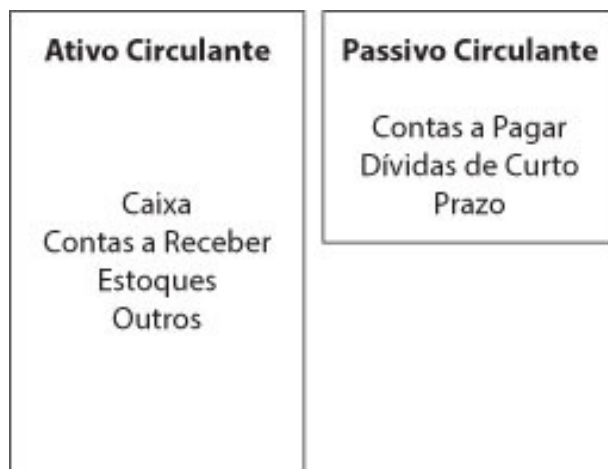 Ativo Circulante
Caixa
Contas a Receber
Estoques
Outros
Passivo Circulante
Contas a Pagar
Dívidas de Curto
Prazo